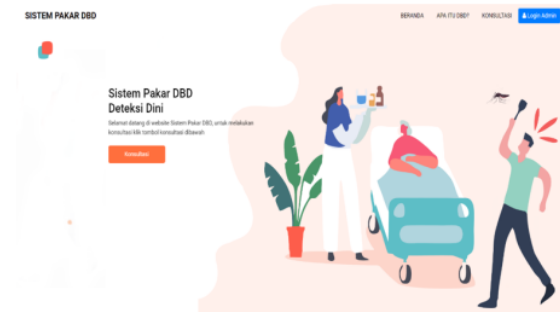 SISTEM PAKAR DBD
BERANDA APA ITU DBD? KONSULTASI Login Admin
Sistem Pakar DBD
Deteksi Dini
Selamat datang di website Sistem Pakar DBD, untuk melakukan
konsultasi klik tombol konsultasi dibawah
Konsultasi